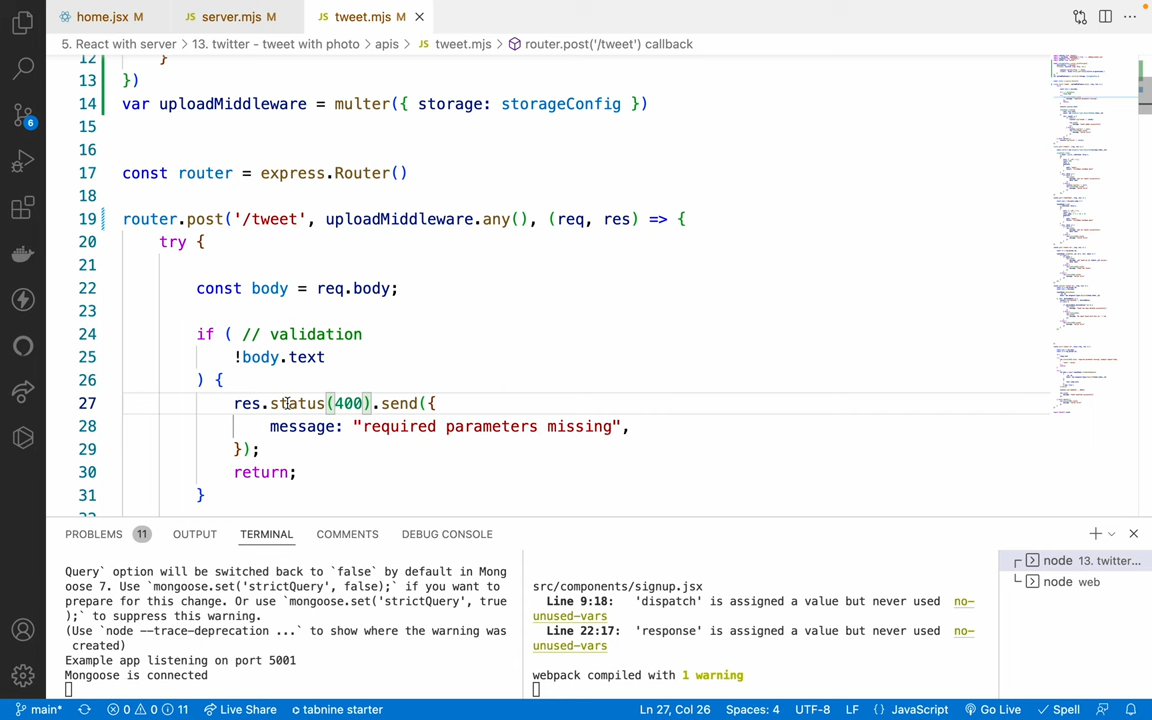 home.jsx M
server.mjs M
tweet.mjs M
5. React with server > 13. twitter - tweet with photo > apis > JS tweet.mjs > router.post('/tweet') callback
12 }
13 })
14 var uploadMiddleware = multer({ storage: storageConfig })
15
16
17 const router = express.Router()
18
19 router.post('/tweet', uploadMiddleware.any(), (req, res) => {
20 try {
21
22 const body = req.body;
23
24 if ( // validation
25 !body.text
26 ) {
27 res.status(400).send({
28 message: "required parameters missing",
29 });
30 return;
31 }
6
PROBLEMS 11 OUTPUT TERMINAL COMMENTS DEBUG CONSOLE
Query` option will be switched back to `false` by default in Mong
oose 7. Use `mongoose.set('strictQuery', false);` if you want to
prepare for this change. Or use `mongoose.set('strictQuery', true
);` to suppress this warning.
(Use `node --trace-deprecation ...` to show where the warning was
created)
Example app listening on port 5001
Mongoose is connected
src/components/signup.jsx
Line 9:18: 'dispatch' is assigned a value but never used no-
unused-vars
Line 22:17: 'response' is assigned a value but never used no-
unused-vars
webpack compiled with 1 warning
node 13. twitter...
node web
main* 0 0 11 Live Share tabnine starter Ln 27, Col 26 Spaces: 4 UTF-8 LF {} JavaScript Go Live Spell